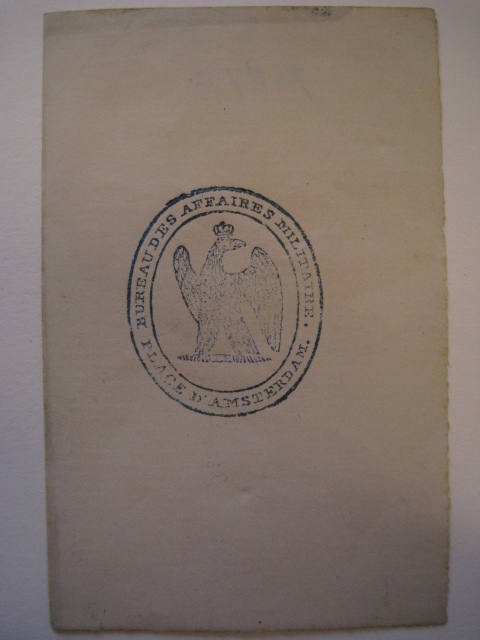 BUREAU DES AFFAIRES MILITAIRE.
PLACE D'AMSTERDAM.